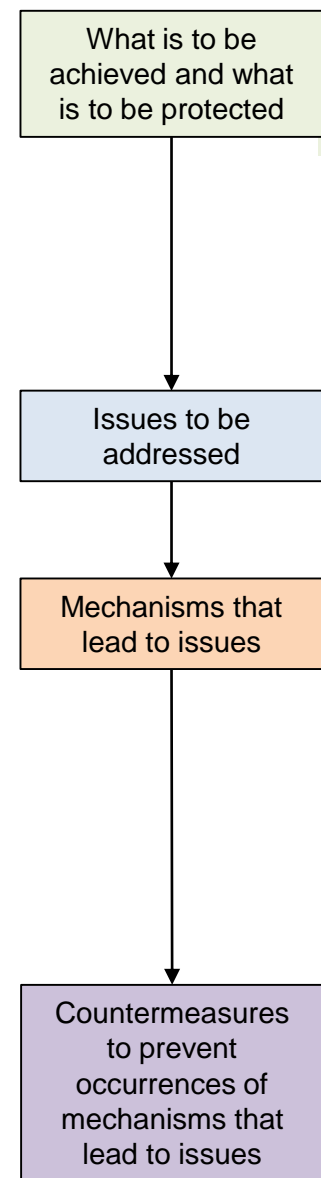 What is to be
achieved and what
is to be protected
Issues to be
addressed
Mechanisms that
lead to issues
Countermeasures
to prevent
occurrences of
mechanisms that
lead to issues